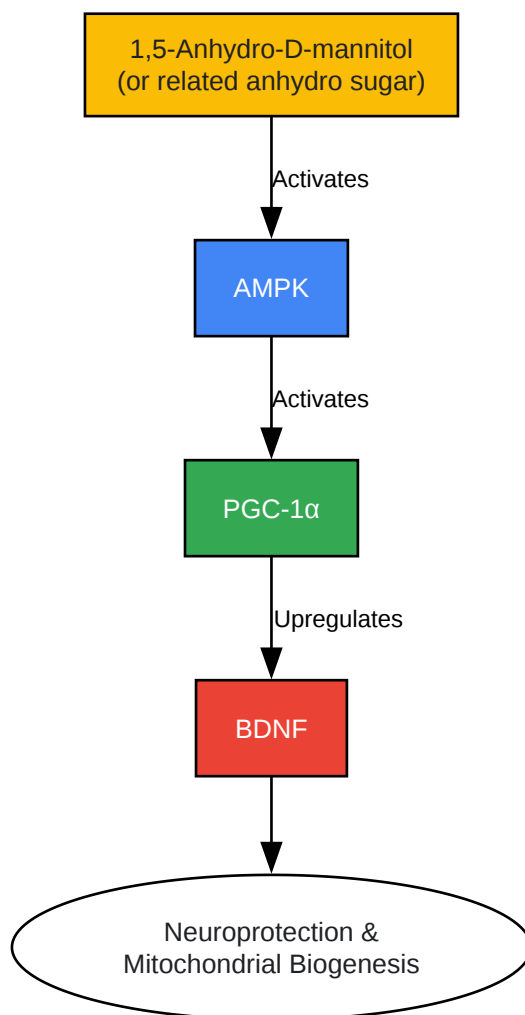 1,5-Anhydro-D-mannitol
(or related anhydro sugar)
Activates
AMPK
Activates
PGC-1α
Upregulates
BDNF
Neuroprotection &
Mitochondrial Biogenesis